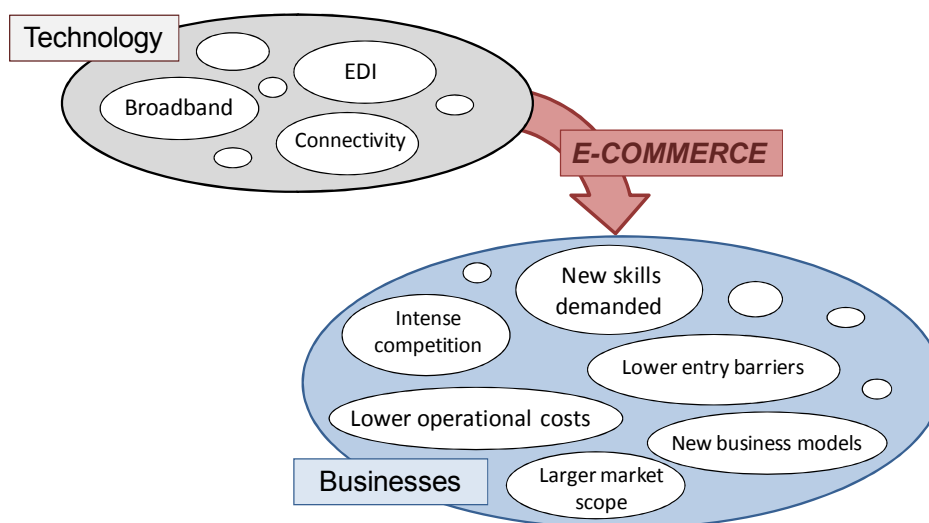 Technology
EDI
Broadband
Connectivity
E-COMMERCE
New skills
demanded
Intense
competition
Lower entry barriers
Lower operational costs
New business models
Businesses
Larger market
scope